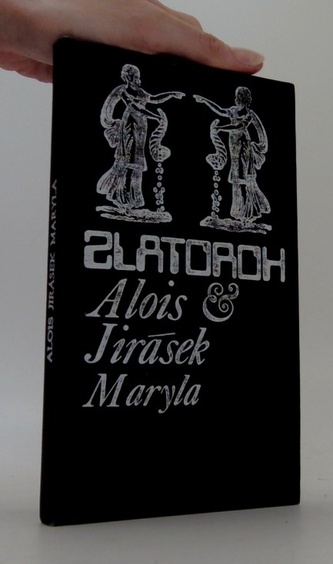 ZLATOROH
Alois &
Jirásek
Maryla
ALOIS JIRÁSEK MARYLA